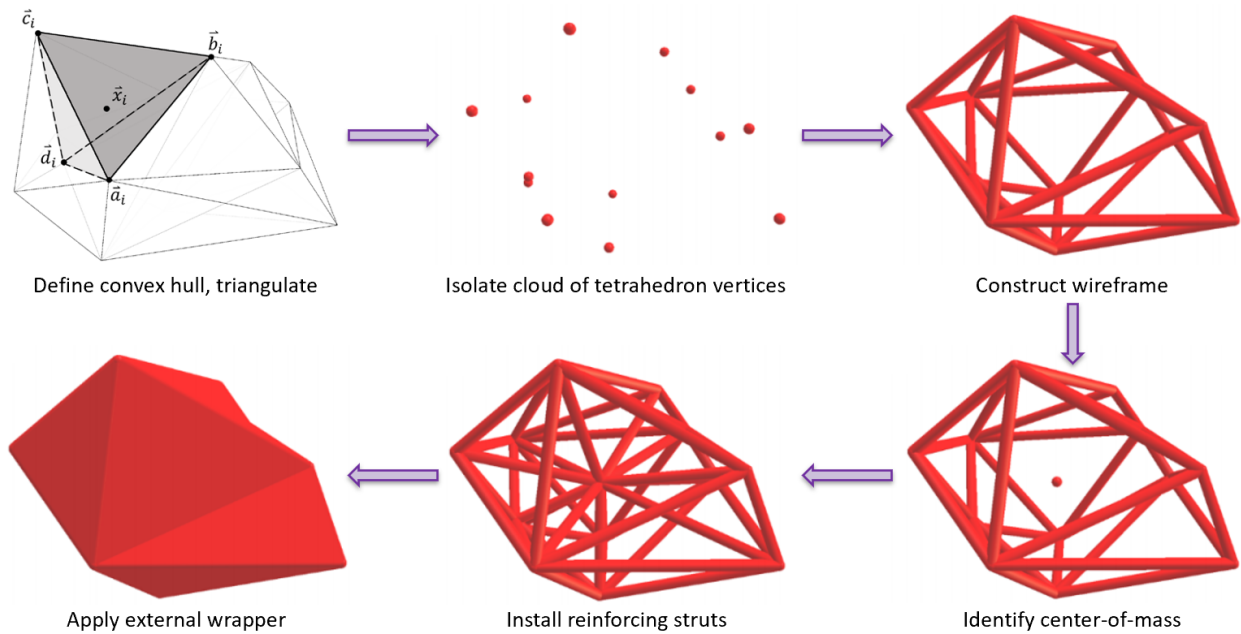 c⃗ᵢ
b⃗ᵢ
x⃗ᵢ
d⃗ᵢ
a⃗ᵢ
Define convex hull, triangulate
Isolate cloud of tetrahedron vertices
Construct wireframe
Apply external wrapper
Install reinforcing struts
Identify center-of-mass